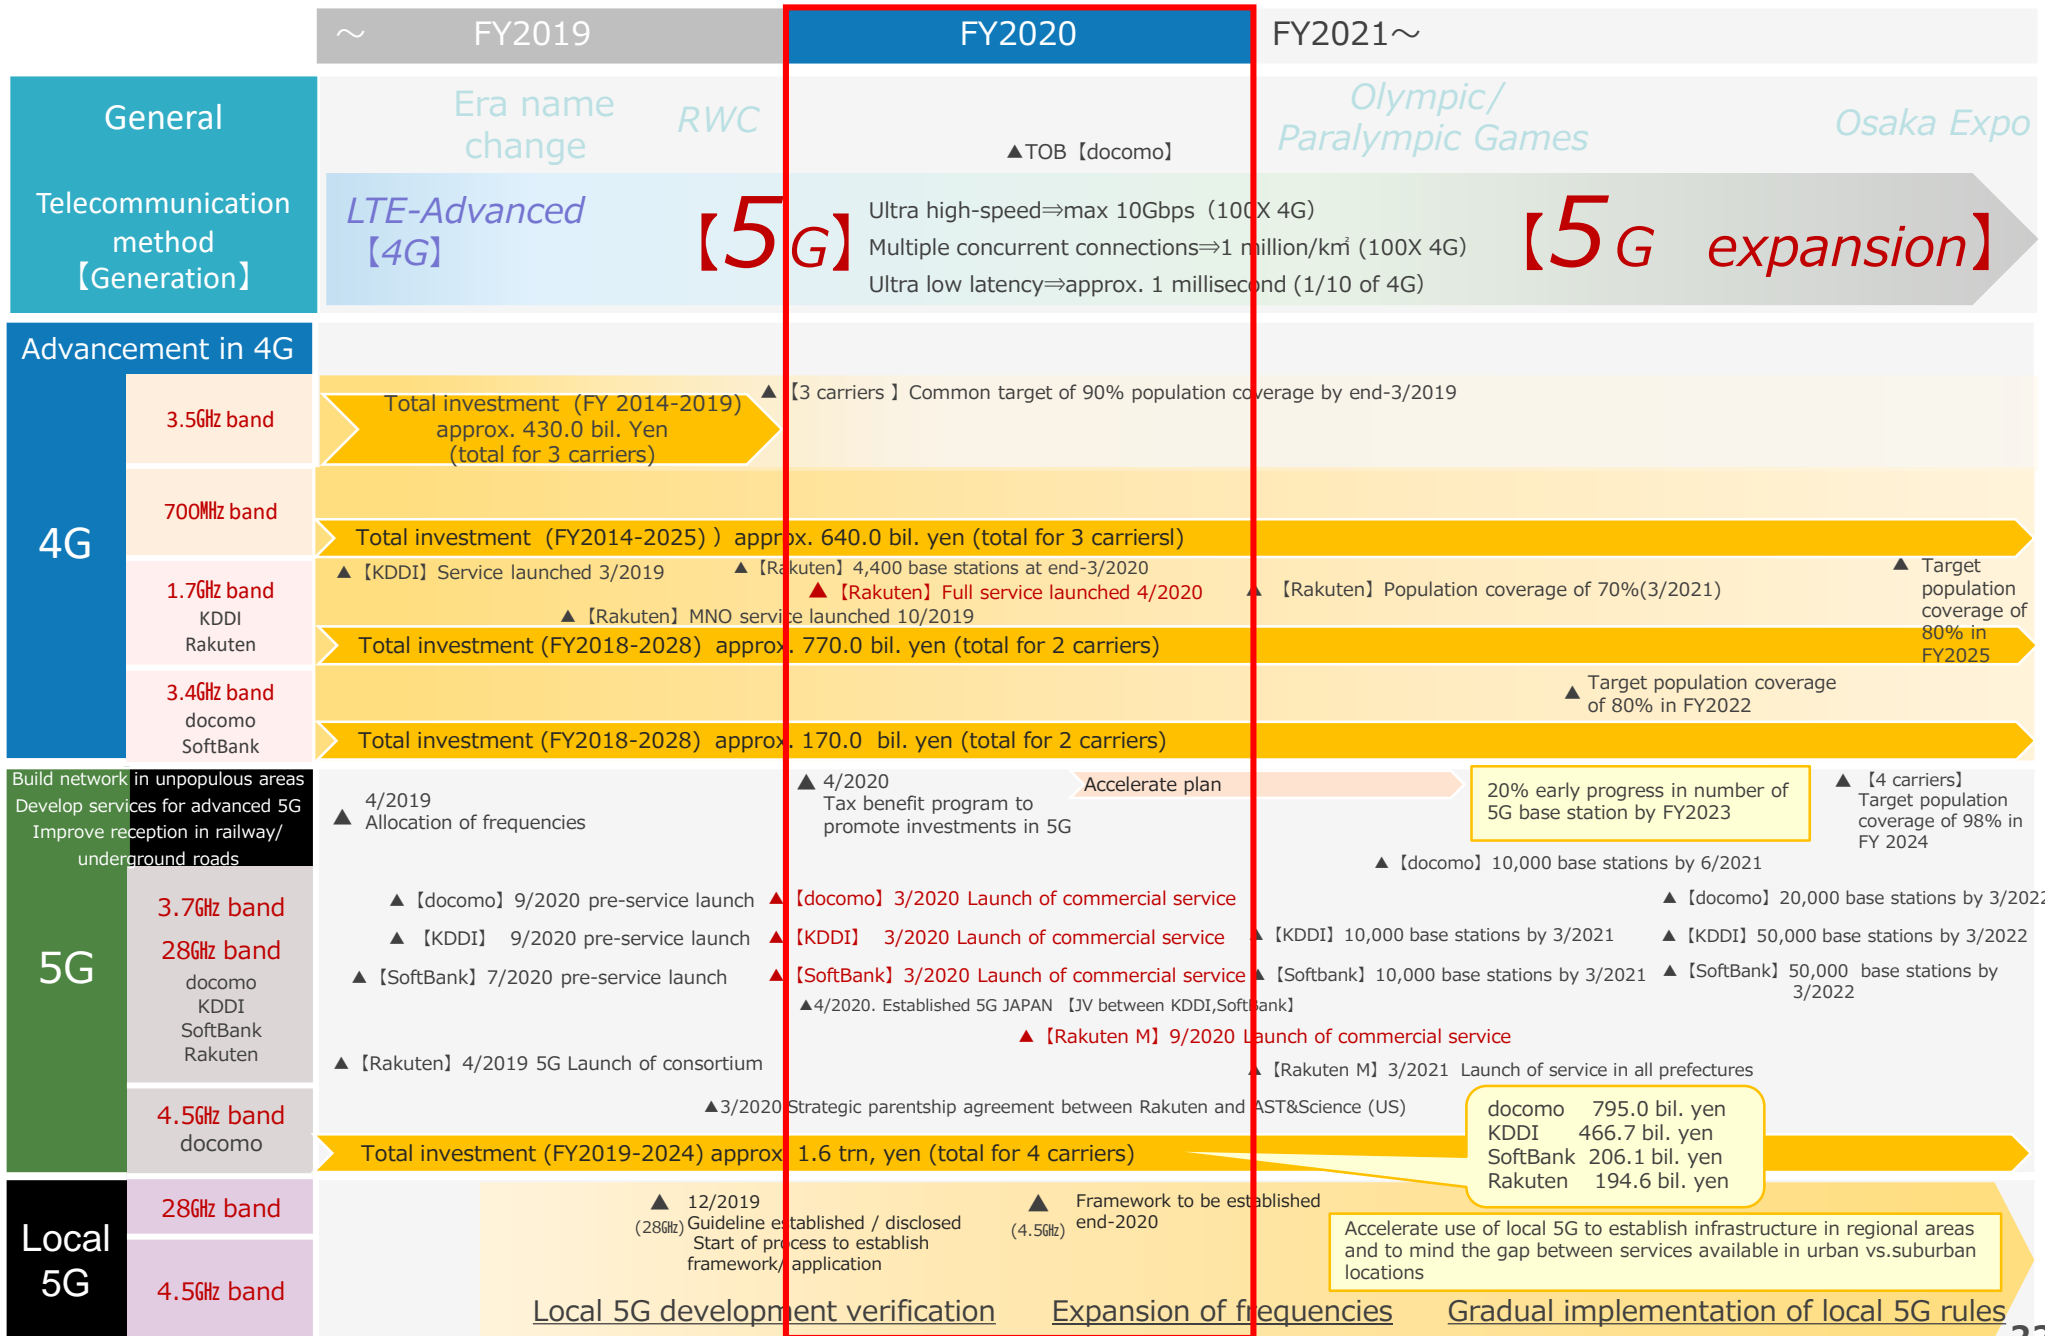 ～ FY2019 FY2020 FY2021～
General
Era name
change
RWC
Olympic/
Paralympic Games
Osaka Expo
▲TOB【docomo】
Telecommunication
method
【Generation】
LTE-Advanced
【4G】
【5G】
Ultra high-speed⇒max 10Gbps（100X 4G）
Multiple concurrent connections⇒1 million/km² (100X 4G)
Ultra low latency⇒approx. 1 millisecond (1/10 of 4G)
【5G expansion】
Advancement in 4G
4G
3.5GHz band
Total investment (FY 2014-2019)
approx. 430.0 bil. Yen
(total for 3 carriers)
▲【3 carriers 】Common target of 90% population coverage by end-3/2019
700MHz band
Total investment (FY2014-2025) ) approx. 640.0 bil. yen (total for 3 carriersl)
1.7GHz band
KDDI
Rakuten
▲【KDDI】Service launched 3/2019
▲【Rakuten】4,400 base stations at end-3/2020
▲【Rakuten】Full service launched 4/2020
▲【Rakuten】MNO service launched 10/2019
▲【Rakuten】Population coverage of 70%(3/2021)
▲ Target
population
coverage of
80% in
FY2025
Total investment (FY2018-2028) approx. 770.0 bil. yen (total for 2 carriers)
3.4GHz band
docomo
SoftBank
▲ Target population coverage
of 80% in FY2022
Total investment (FY2018-2028) approx. 170.0 bil. yen (total for 2 carriers)
Build network in unpopulous areas
Develop services for advanced 5G
Improve reception in railway/
underground roads
▲ 4/2019
Allocation of frequencies
▲ 4/2020
Tax benefit program to
promote investments in 5G
Accelerate plan
20% early progress in number of
5G base station by FY2023
▲【4 carriers】
Target population
coverage of 98% in
FY 2024
5G
3.7GHz band
28GHz band
docomo
KDDI
SoftBank
Rakuten
▲【docomo】10,000 base stations by 6/2021
▲【docomo】9/2020 pre-service launch
▲【docomo】3/2020 Launch of commercial service
▲【docomo】20,000 base stations by 3/2022
▲【KDDI】 9/2020 pre-service launch
▲【KDDI】 3/2020 Launch of commercial service
▲【KDDI】10,000 base stations by 3/2021
▲【KDDI】50,000 base stations by 3/2022
▲【SoftBank】7/2020 pre-service launch
▲【SoftBank】3/2020 Launch of commercial service
▲【Softbank】10,000 base stations by 3/2021
▲【SoftBank】50,000 base stations by
3/2022
▲4/2020. Established 5G JAPAN 【JV between KDDI,SoftBank】
▲【Rakuten M】9/2020 Launch of commercial service
▲【Rakuten】4/2019 5G Launch of consortium
▲【Rakuten M】3/2021 Launch of service in all prefectures
4.5GHz band
docomo
▲3/2020 Strategic parentship agreement between Rakuten and AST&Science (US)
docomo 795.0 bil. yen
KDDI 466.7 bil. yen
SoftBank 206.1 bil. yen
Rakuten 194.6 bil. yen
Total investment (FY2019-2024) approx 1.6 trn, yen (total for 4 carriers)
Local
5G
28GHz band
4.5GHz band
▲ 12/2019
(28GHz) Guideline established / disclosed
Start of process to establish
framework/ application
▲ Framework to be established
(4.5GHz) end-2020
Accelerate use of local 5G to establish infrastructure in regional areas
and to mind the gap between services available in urban vs.suburban
locations
Local 5G development verification
Expansion of frequencies
Gradual implementation of local 5G rules